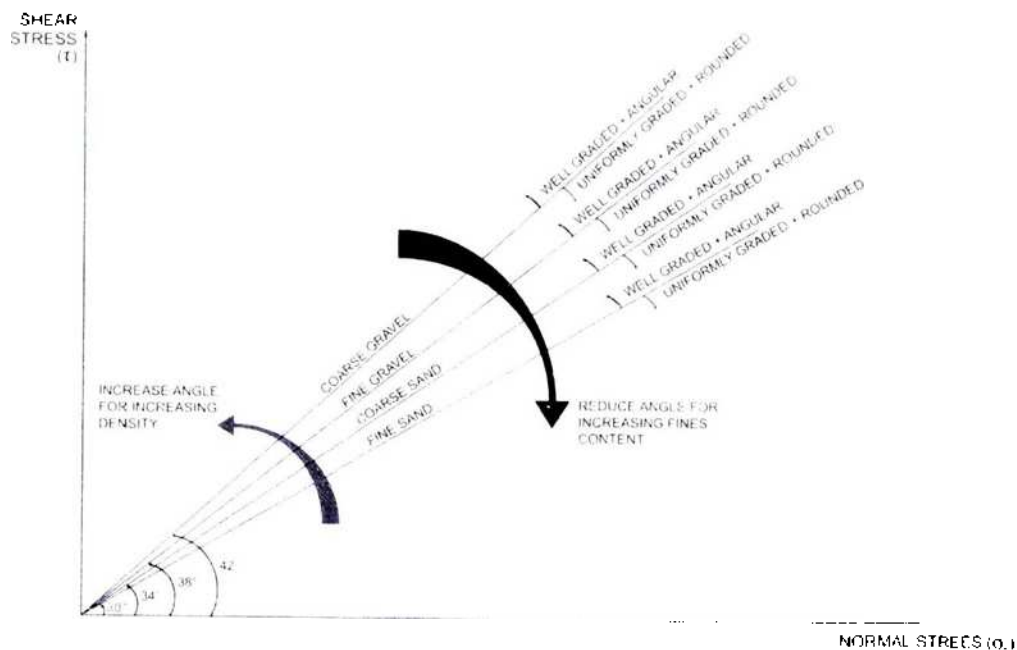 SHEAR
STRESS
(τ)
WELL GRADED • ANGULAR
UNIFORMLY GRADED • ROUNDED
WELL GRADED • ANGULAR
UNIFORMLY GRADED • ROUNDED
WELL GRADED • ANGULAR
UNIFORMLY GRADED • ROUNDED
WELL GRADED • ANGULAR
UNIFORMLY GRADED • ROUNDED
COARSE GRAVEL
FINE GRAVEL
COARSE SAND
FINE SAND
INCREASE ANGLE
FOR INCREASING
DENSITY
REDUCE ANGLE FOR
INCREASING FINES
CONTENT
42
38°
34
30°
NORMAL STREES